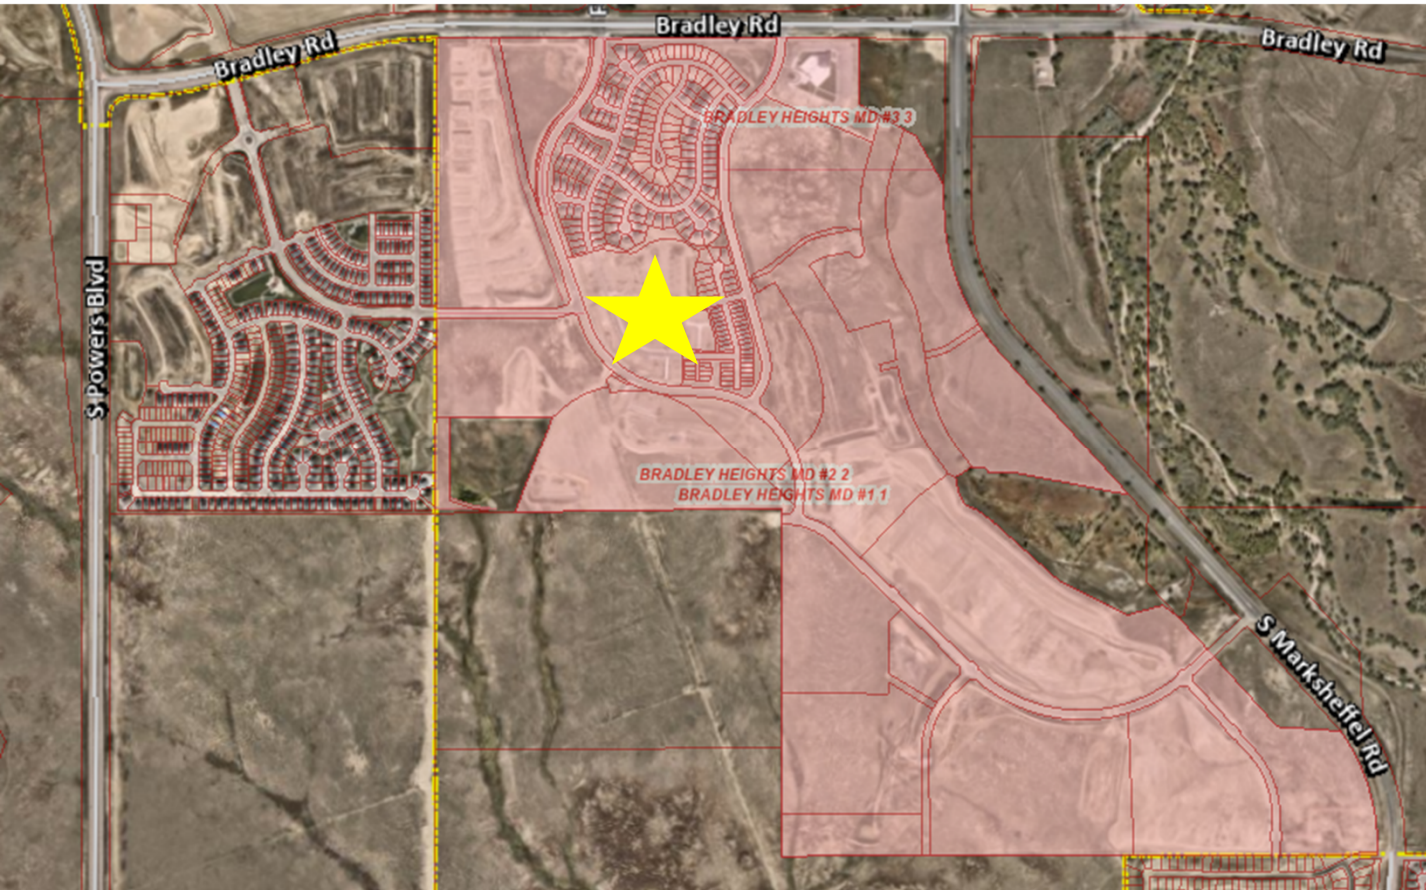 Bradley Rd
Bradley Rd
Bradley Rd
BRADLEY HEIGHTS MD #3 3
S Powers Blvd
BRADLEY HEIGHTS MD #2 2
BRADLEY HEIGHTS MD #1 1
S Marksheffel Rd